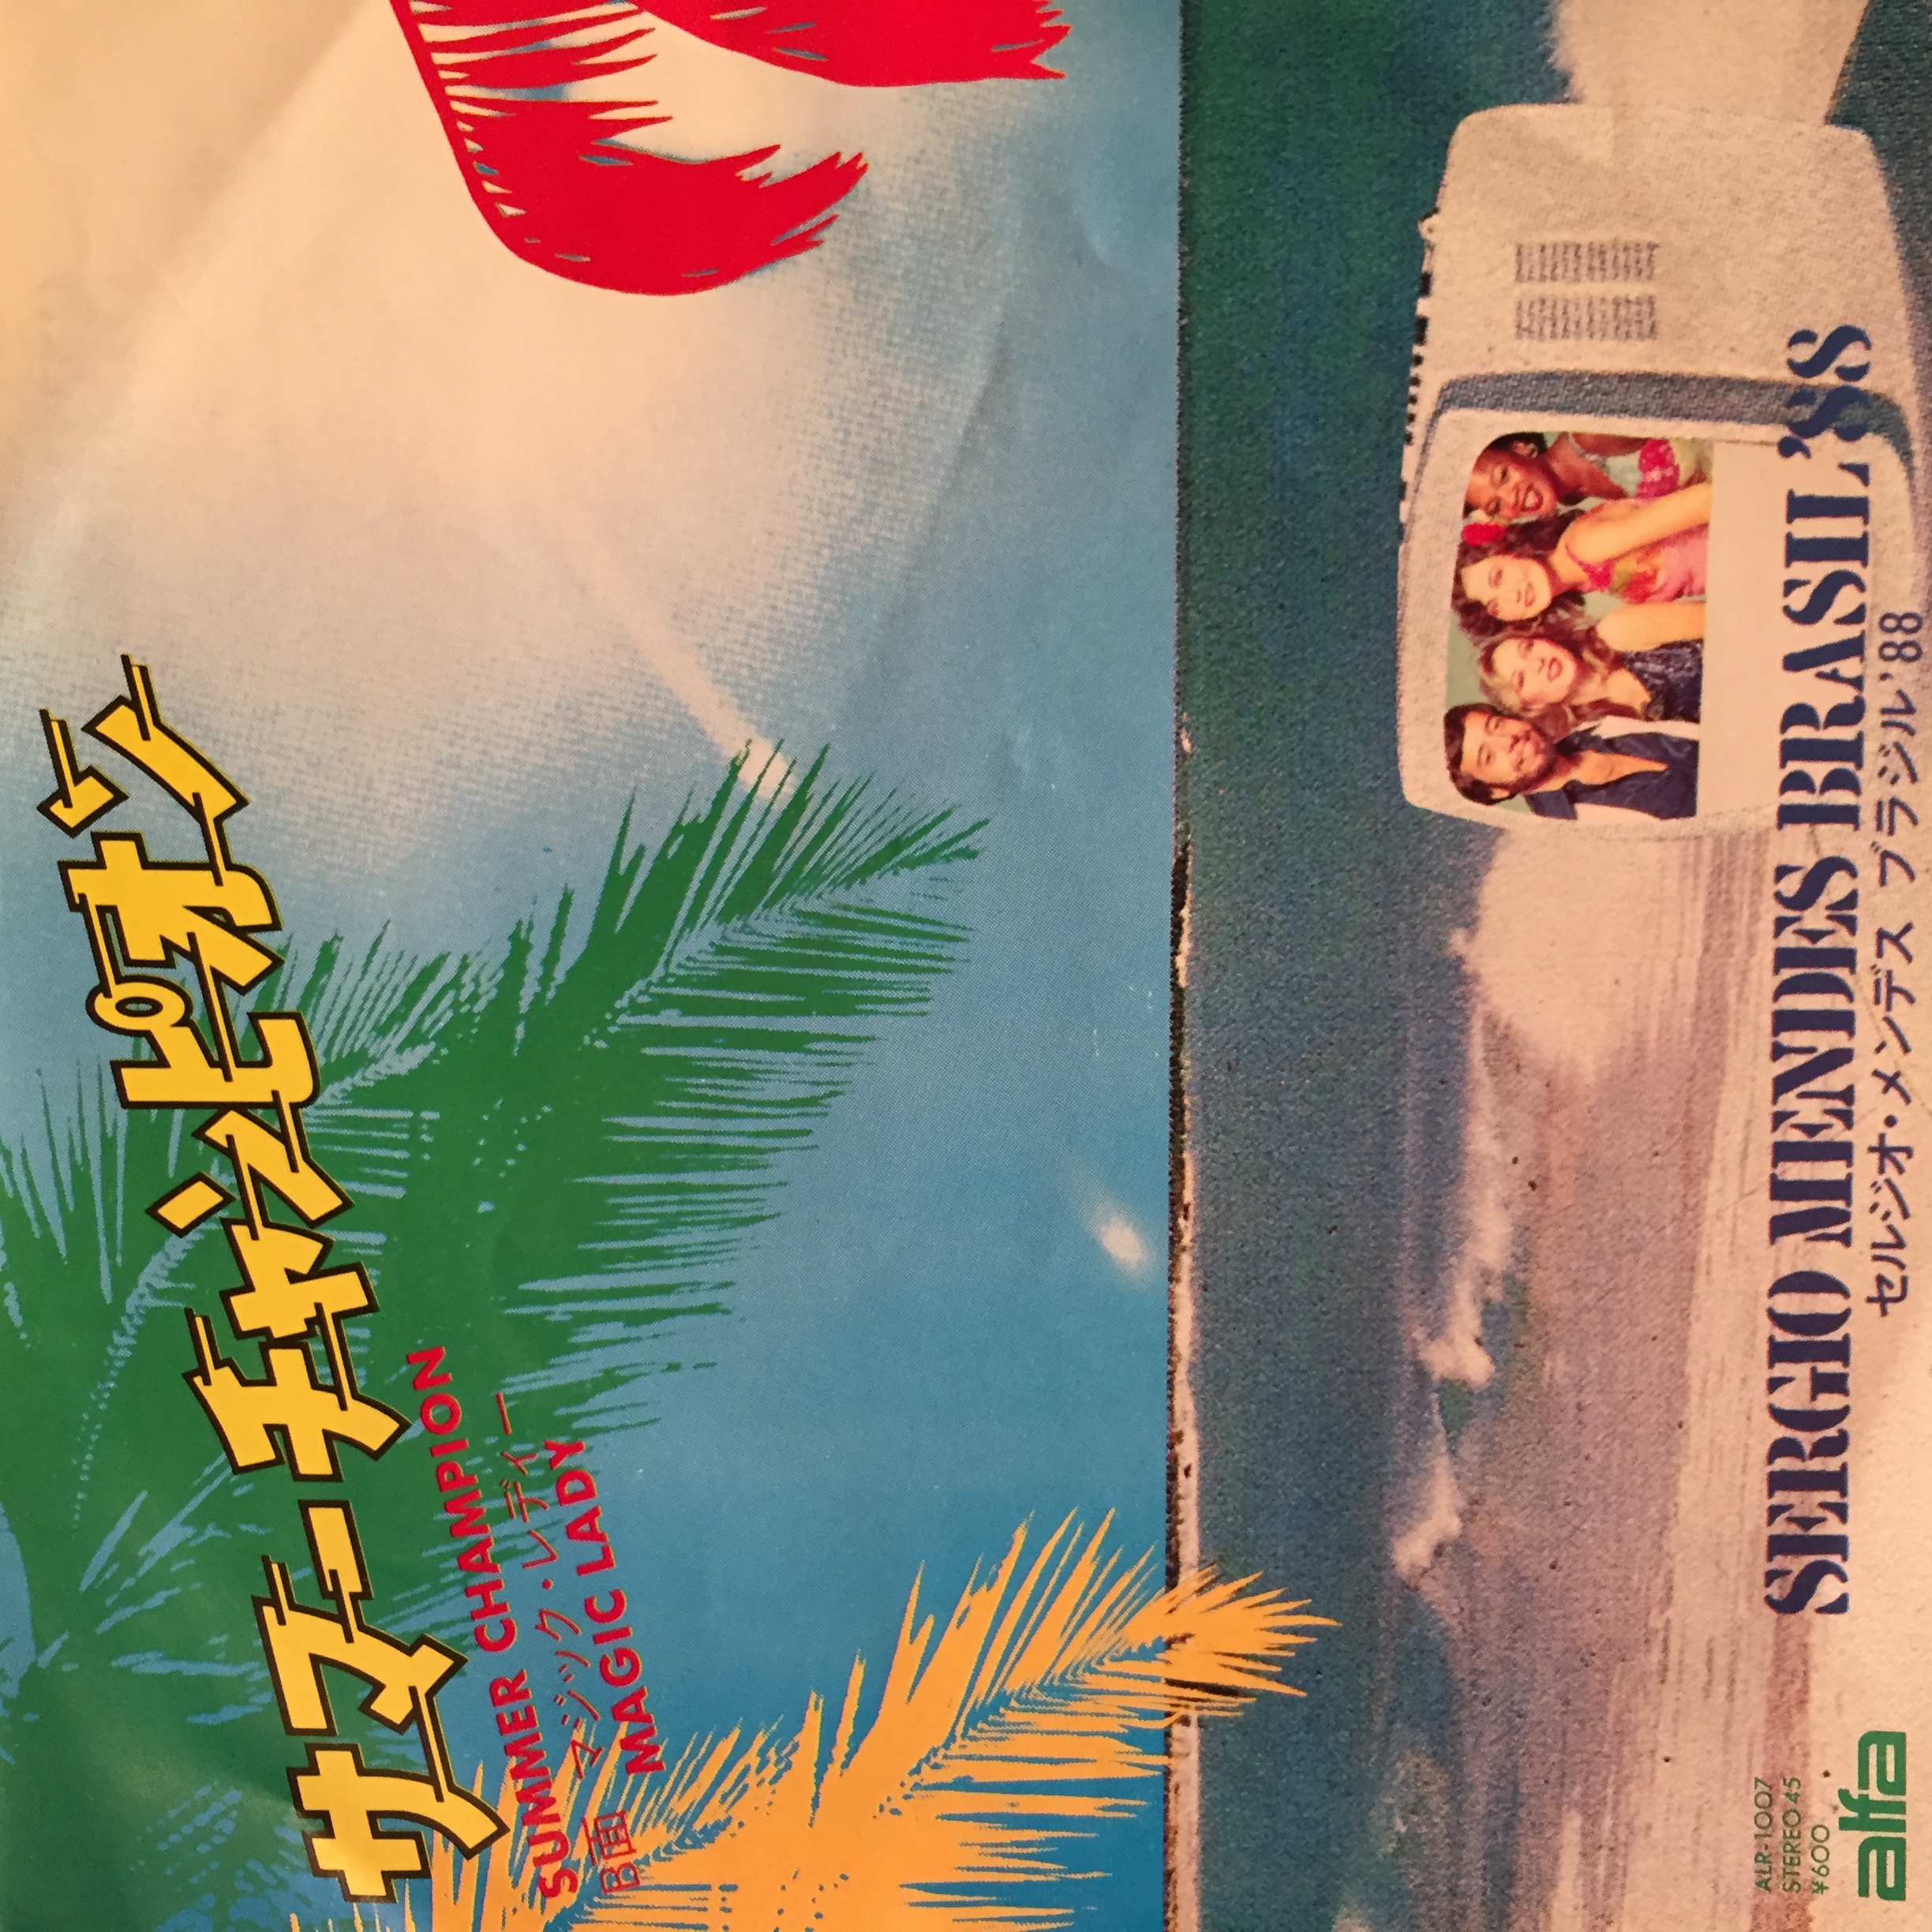 サマーチャンピオン
SUMMER CHAMPION
B面 マジック・レディー
MAGIC LADY
SERGIO MENDES BRASIL'88
セルジオ・メンデス ブラジル'88
ALR-1007
STEREO 45
¥600
alfa